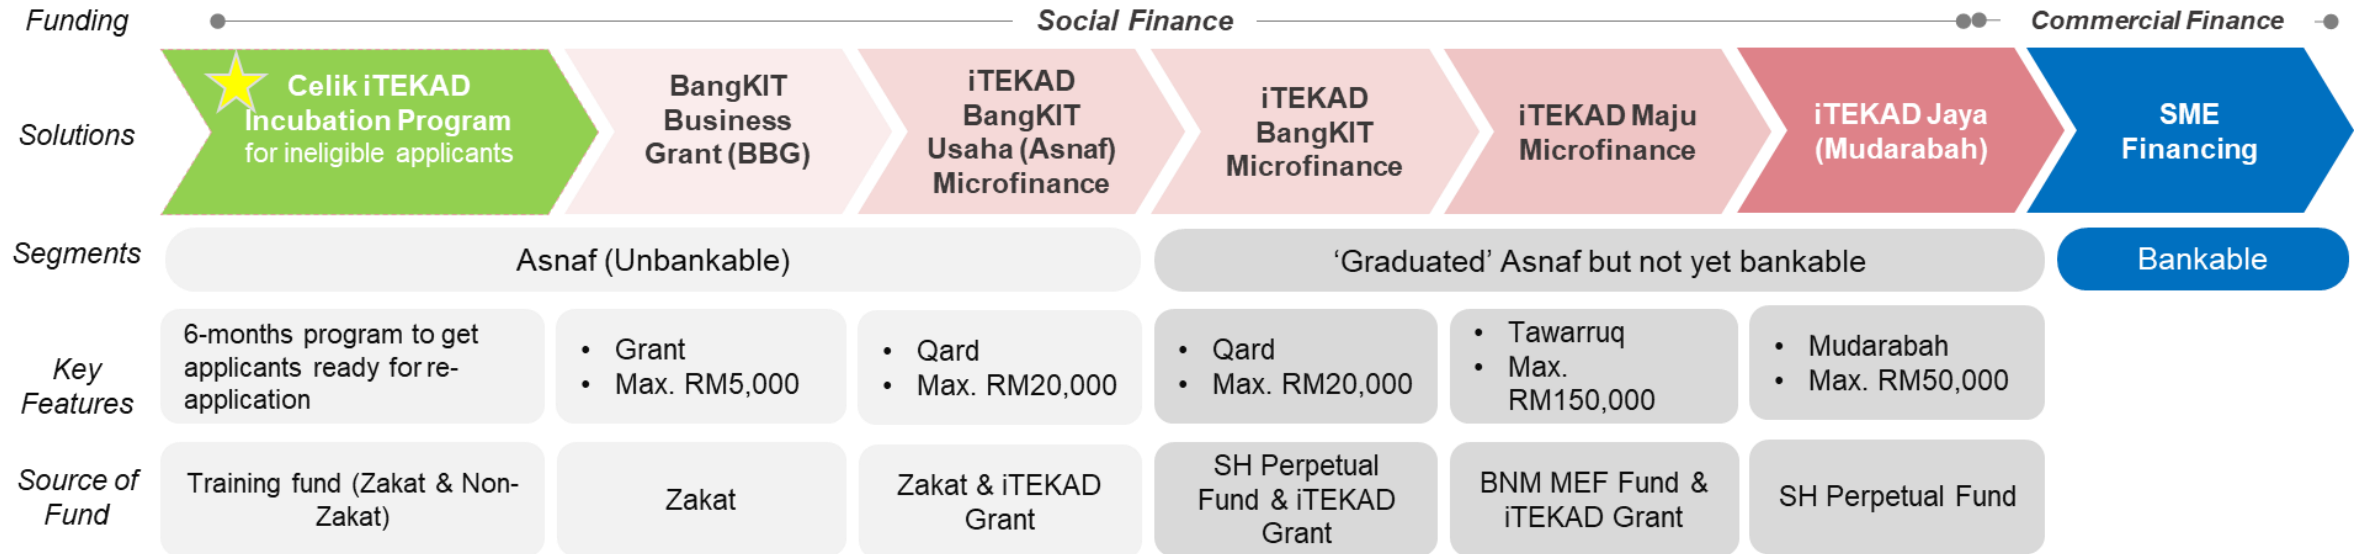 Funding
Social Finance
Commercial Finance
Solutions
Celik iTEKAD
Incubation Program
for ineligible applicants
BangKIT
Business
Grant (BBG)
iTEKAD
BangKIT
Usaha (Asnaf)
Microfinance
iTEKAD
BangKIT
Microfinance
iTEKAD Maju
Microfinance
iTEKAD Jaya
(Mudarabah)
SME
Financing
Segments
Asnaf (Unbankable)
‘Graduated’ Asnaf but not yet bankable
Bankable
Key
Features
6-months program to get
applicants ready for re-
application
• Grant
• Max. RM5,000
• Qard
• Max. RM20,000
• Qard
• Max. RM20,000
• Tawarruq
• Max.
RM150,000
• Mudarabah
• Max. RM50,000
Source of
Fund
Training fund (Zakat & Non-
Zakat)
Zakat
Zakat & iTEKAD
Grant
SH Perpetual
Fund & iTEKAD
Grant
BNM MEF Fund &
iTEKAD Grant
SH Perpetual Fund